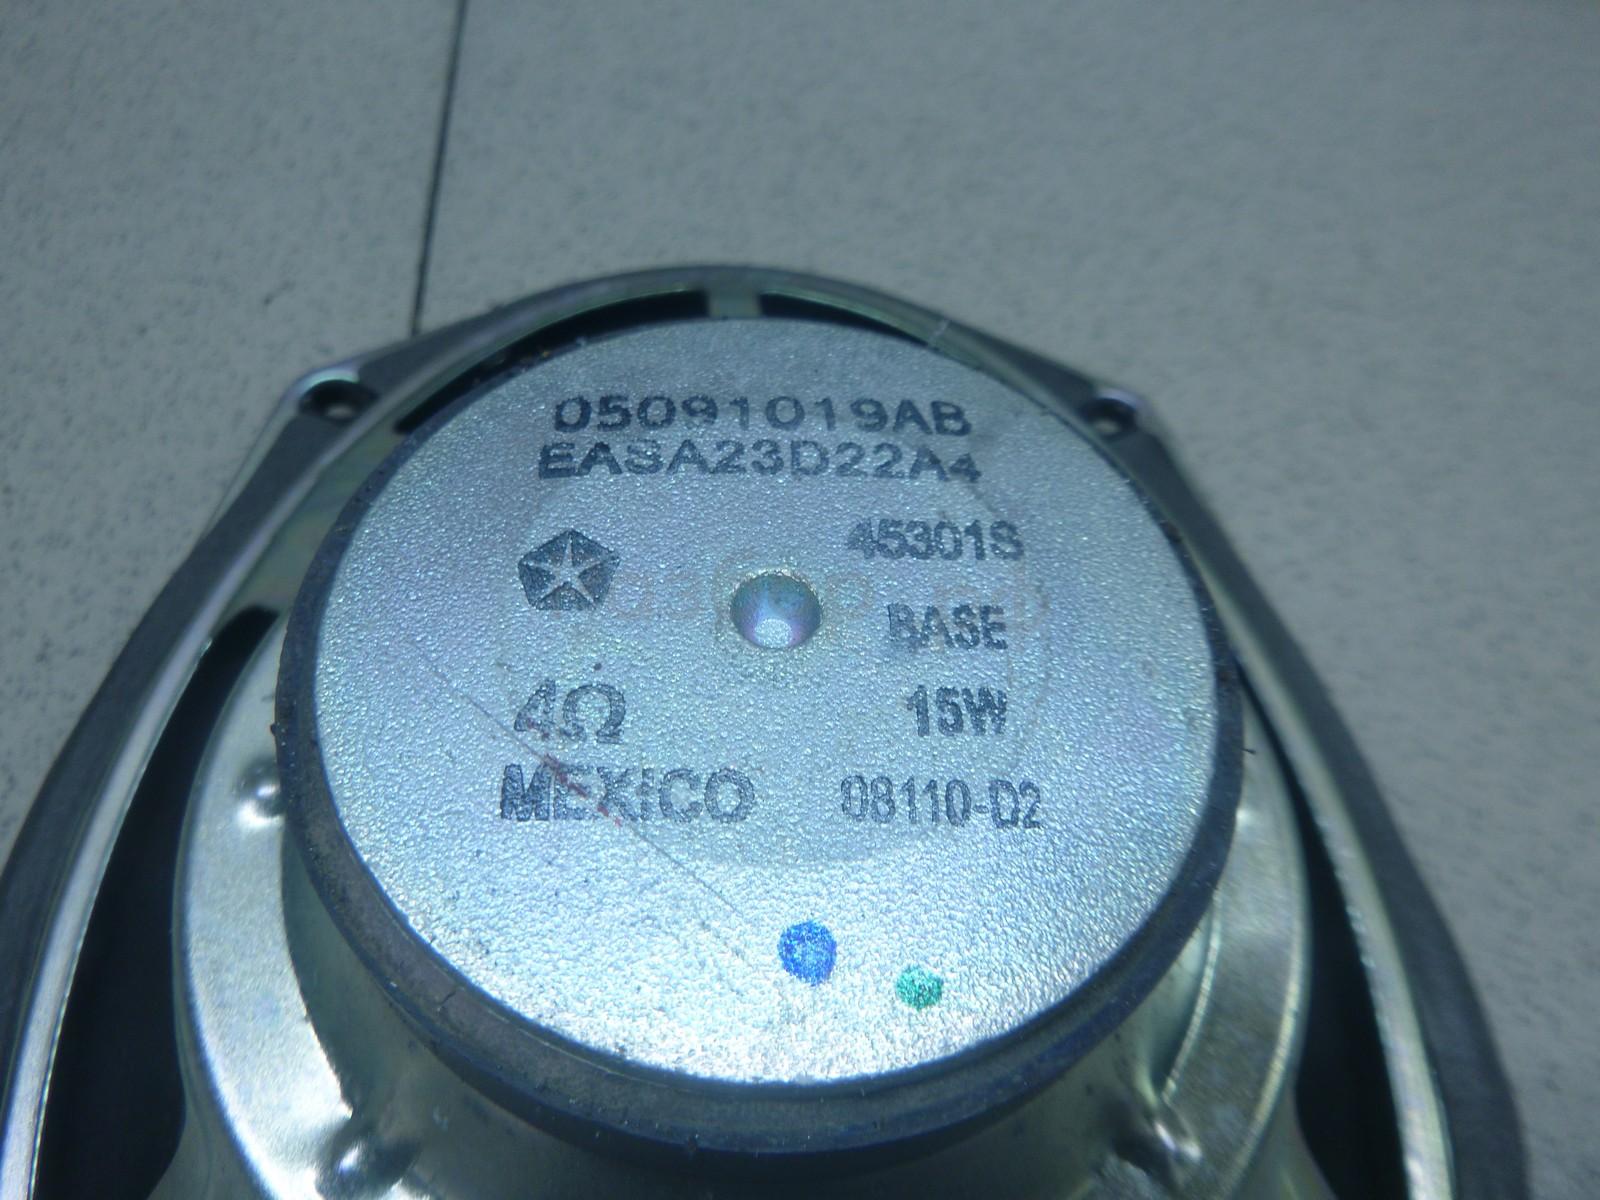 05091019AB
EASA23D22A4
45301S
BASE
4Ω 15W
MEXICO 08110-D2